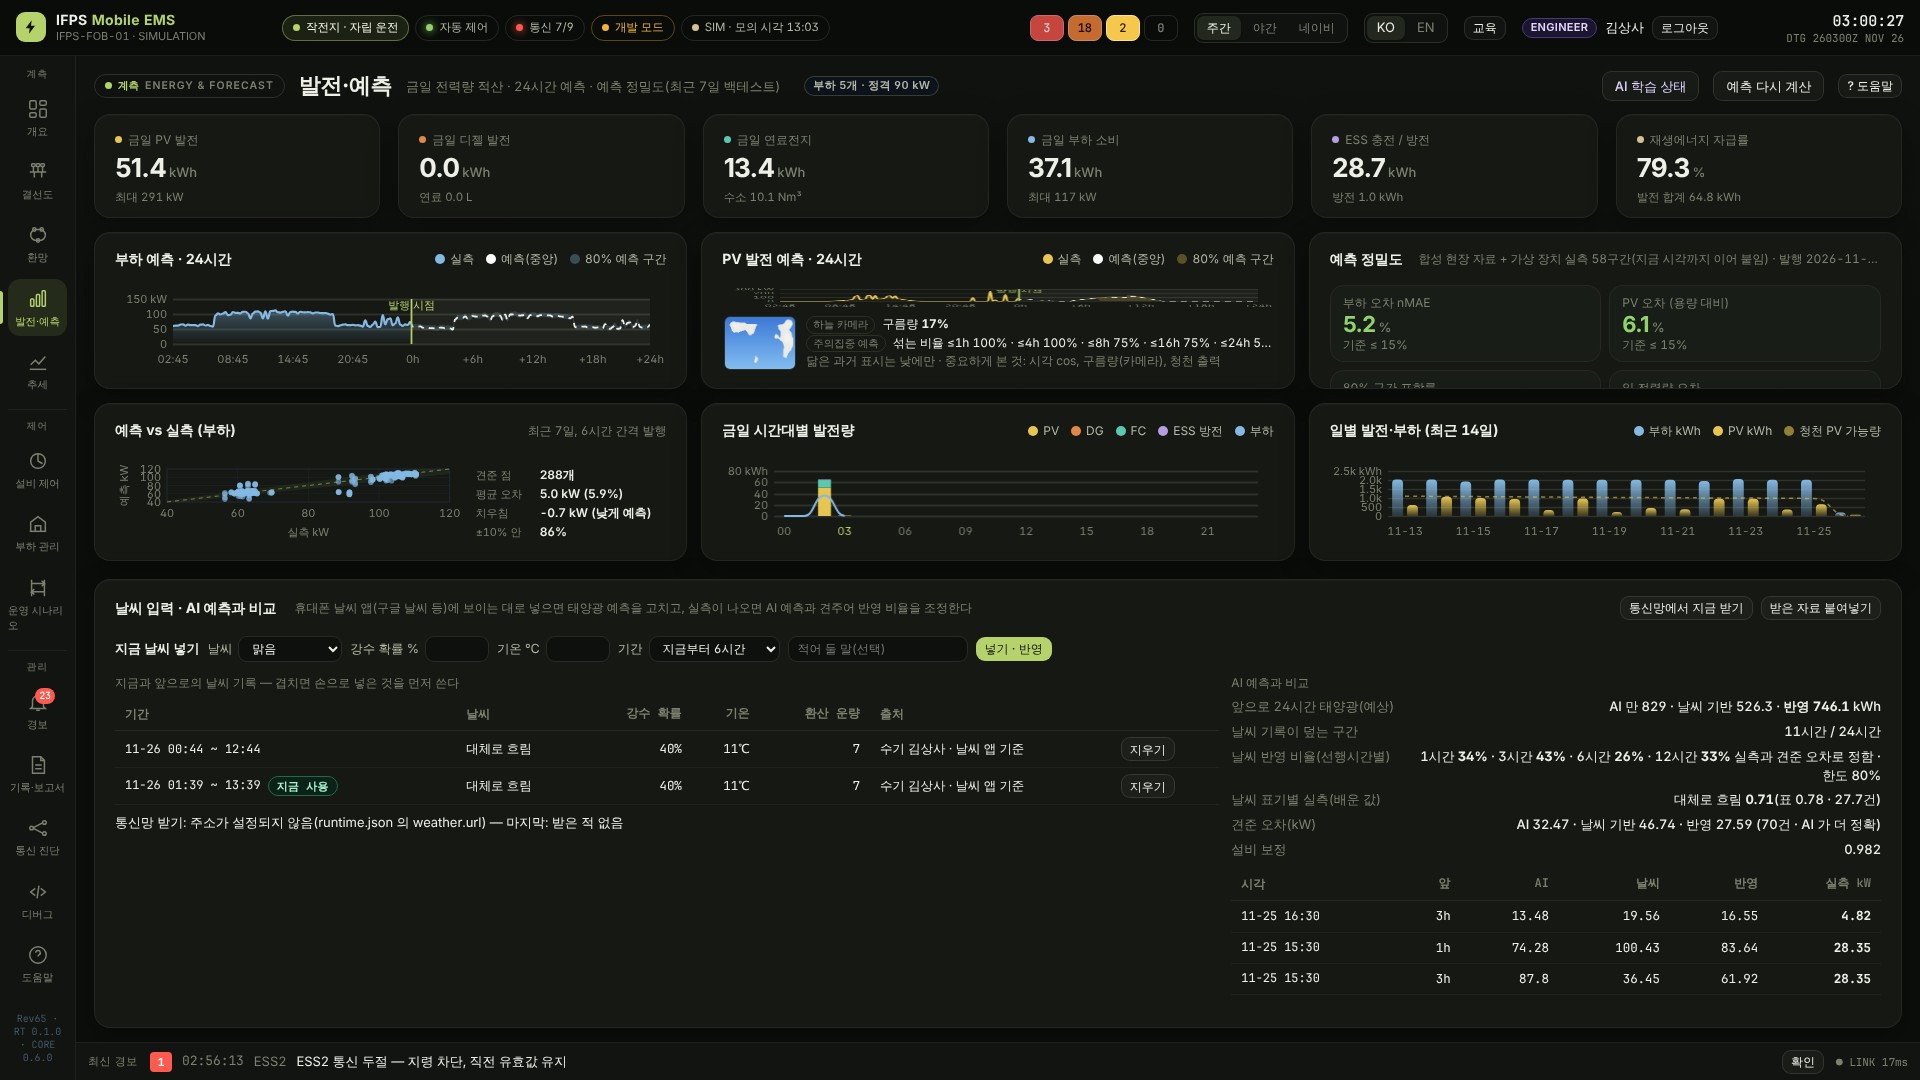 IFPS Mobile EMS
IFPS-FOB-01 · SIMULATION
작전지 · 자립 운전
자동 제어
통신 7/9
개발 모드
SIM · 모의 시각 13:03
3 18 2 0
주간 야간 네이비
KO EN
교육
ENGINEER 김상사 로그아웃
03:00:27
DTG 260300Z NOV 26
계측
개요
결선도
환망
발전·예측
추세
제어
설비 제어
부하 관리
운영 시나리
오
관리
23
경보
기록·보고서
통신 진단
디버그
도움말
Rev65 ·
RT 0.1.0
· CORE
0.6.0
계측 ENERGY & FORECAST
발전·예측
금일 전력량 적산 · 24시간 예측 · 예측 정밀도(최근 7일 백테스트)
부하 5개 · 정격 90 kW
AI 학습 상태
예측 다시 계산
? 도움말
금일 PV 발전
51.4 kWh
최대 291 kW
금일 디젤 발전
0.0 kWh
연료 0.0 L
금일 연료전지
13.4 kWh
수소 10.1 Nm³
금일 부하 소비
37.1 kWh
최대 117 kW
ESS 충전 / 방전
28.7 kWh
방전 1.0 kWh
재생에너지 자급률
79.3 %
발전 합계 64.8 kWh
부하 예측 · 24시간
실측 예측(중앙) 80% 예측 구간
150 kW
100
50
0
발행 시점
02:45 08:45 14:45 20:45 0h +6h +12h +18h +24h
PV 발전 예측 · 24시간
실측 예측(중앙) 80% 예측 구간
하늘 카메라 구름량 17%
주의집중 예측 섞는 비율 ≤1h 100% · ≤4h 100% · ≤8h 75% · ≤16h 75% · ≤24h 5...
닮은 과거 표시는 낮에만 · 중요하게 본 것: 시각 cos, 구름량(카메라), 청천 출력
예측 정밀도
합성 현장 자료 + 가상 장치 실측 58구간(지금 시각까지 이어 붙임) · 발행 2026-11-...
부하 오차 nMAE
5.2 %
기준 ≤ 15%
PV 오차 (용량 대비)
6.1 %
기준 ≤ 15%
예측 vs 실측 (부하)
최근 7일, 6시간 간격 발행
예측 kW
120
100
80
60
40
40 60 80 100 120
실측 kW
견준 점 288개
평균 오차 5.0 kW (5.9%)
치우침 -0.7 kW (낮게 예측)
±10% 안 86%
금일 시간대별 발전량
PV DG FC ESS 방전 부하
80 kWh
60
40
20
0
00 03 06 09 12 15 18 21
일별 발전·부하 (최근 14일)
부하 kWh PV kWh 청천 PV 가능량
2.5k kWh
2.0k
1.5k
1.0k
500
0
11-13 11-15 11-17 11-19 11-21 11-23 11-25
날씨 입력 · AI 예측과 비교
휴대폰 날씨 앱(구글 날씨 등)에 보이는 대로 넣으면 태양광 예측을 고치고, 실측이 나오면 AI 예측과 견주어 반영 비율을 조정한다
통신망에서 지금 받기
받은 자료 붙여넣기
지금 날씨 넣기 날씨 맑음 강수 확률 % 기온 °C 기간 지금부터 6시간 적어 둘 말(선택) 넣기 · 반영
지금과 앞으로의 날씨 기록 — 겹치면 손으로 넣은 것을 먼저 쓴다
기간 날씨 강수 확률 기온 환산 운량 출처
11-26 00:44 ~ 12:44 대체로 흐림 40% 11℃ 7 수기 김상사 · 날씨 앱 기준 지우기
11-26 01:39 ~ 13:39 지금 사용 대체로 흐림 40% 11℃ 7 수기 김상사 · 날씨 앱 기준 지우기
통신망 받기: 주소가 설정되지 않음(runtime.json 의 weather.url) — 마지막: 받은 적 없음
AI 예측과 비교
앞으로 24시간 태양광(예상) AI 만 829 · 날씨 기반 526.3 · 반영 746.1 kWh
날씨 기록이 덮는 구간 11시간 / 24시간
날씨 반영 비율(선행시간별) 1시간 34% · 3시간 43% · 6시간 26% · 12시간 33% 실측과 견준 오차로 정함 ·
한도 80%
날씨 표기별 실측(배운 값) 대체로 흐림 0.71(표 0.78 · 27.7건)
견준 오차(kW) AI 32.47 · 날씨 기반 46.74 · 반영 27.59 (70건 · AI 가 더 정확)
설비 보정 0.982
시각 앞 AI 날씨 반영 실측 kW
11-25 16:30 3h 13.48 19.56 16.55 4.82
11-25 15:30 1h 74.28 100.43 83.64 28.35
11-25 15:30 3h 87.8 36.45 61.92 28.35
최신 경보 1 02:56:13 ESS2 ESS2 통신 두절 — 지령 차단, 직전 유효값 유지
확인
LINK 17ms